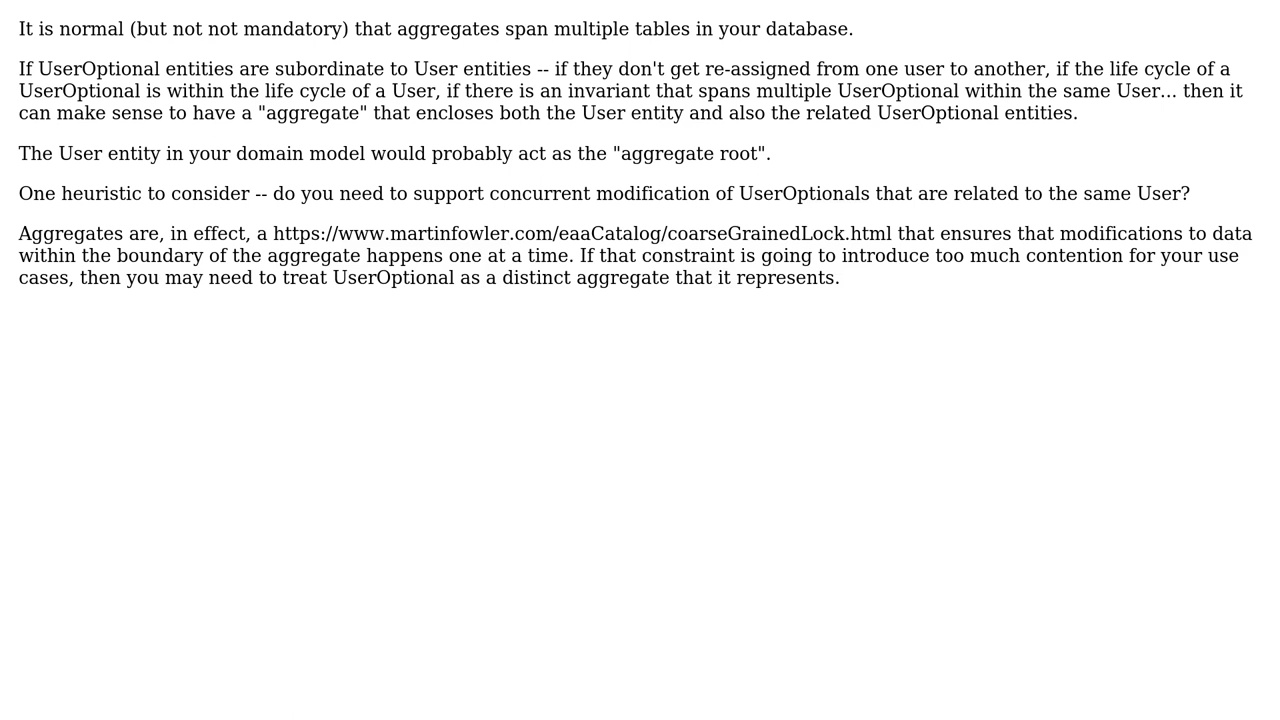 It is normal (but not not mandatory) that aggregates span multiple tables in your database.
If UserOptional entities are subordinate to User entities -- if they don't get re-assigned from one user to another, if the life cycle of a
UserOptional is within the life cycle of a User, if there is an invariant that spans multiple UserOptional within the same User... then it
can make sense to have a "aggregate" that encloses both the User entity and also the related UserOptional entities.
The User entity in your domain model would probably act as the "aggregate root".
One heuristic to consider -- do you need to support concurrent modification of UserOptionals that are related to the same User?
Aggregates are, in effect, a https://www.martinfowler.com/eaaCatalog/coarseGrainedLock.html that ensures that modifications to data
within the boundary of the aggregate happens one at a time. If that constraint is going to introduce too much contention for your use
cases, then you may need to treat UserOptional as a distinct aggregate that it represents.